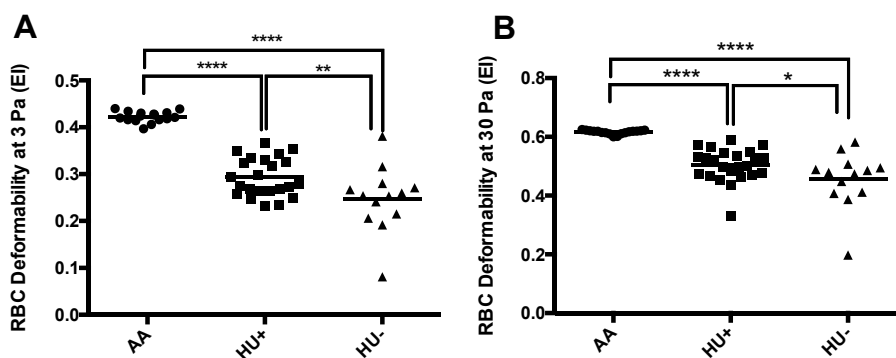 A
****
****
**
RBC Deformability at 3 Pa (EI)
0.5
0.4
0.3
0.2
0.1
0.0
AA
HU+
HU-
B
****
****
*
RBC Deformability at 30 Pa (EI)
0.8
0.6
0.4
0.2
0.0
AA
HU+
HU-